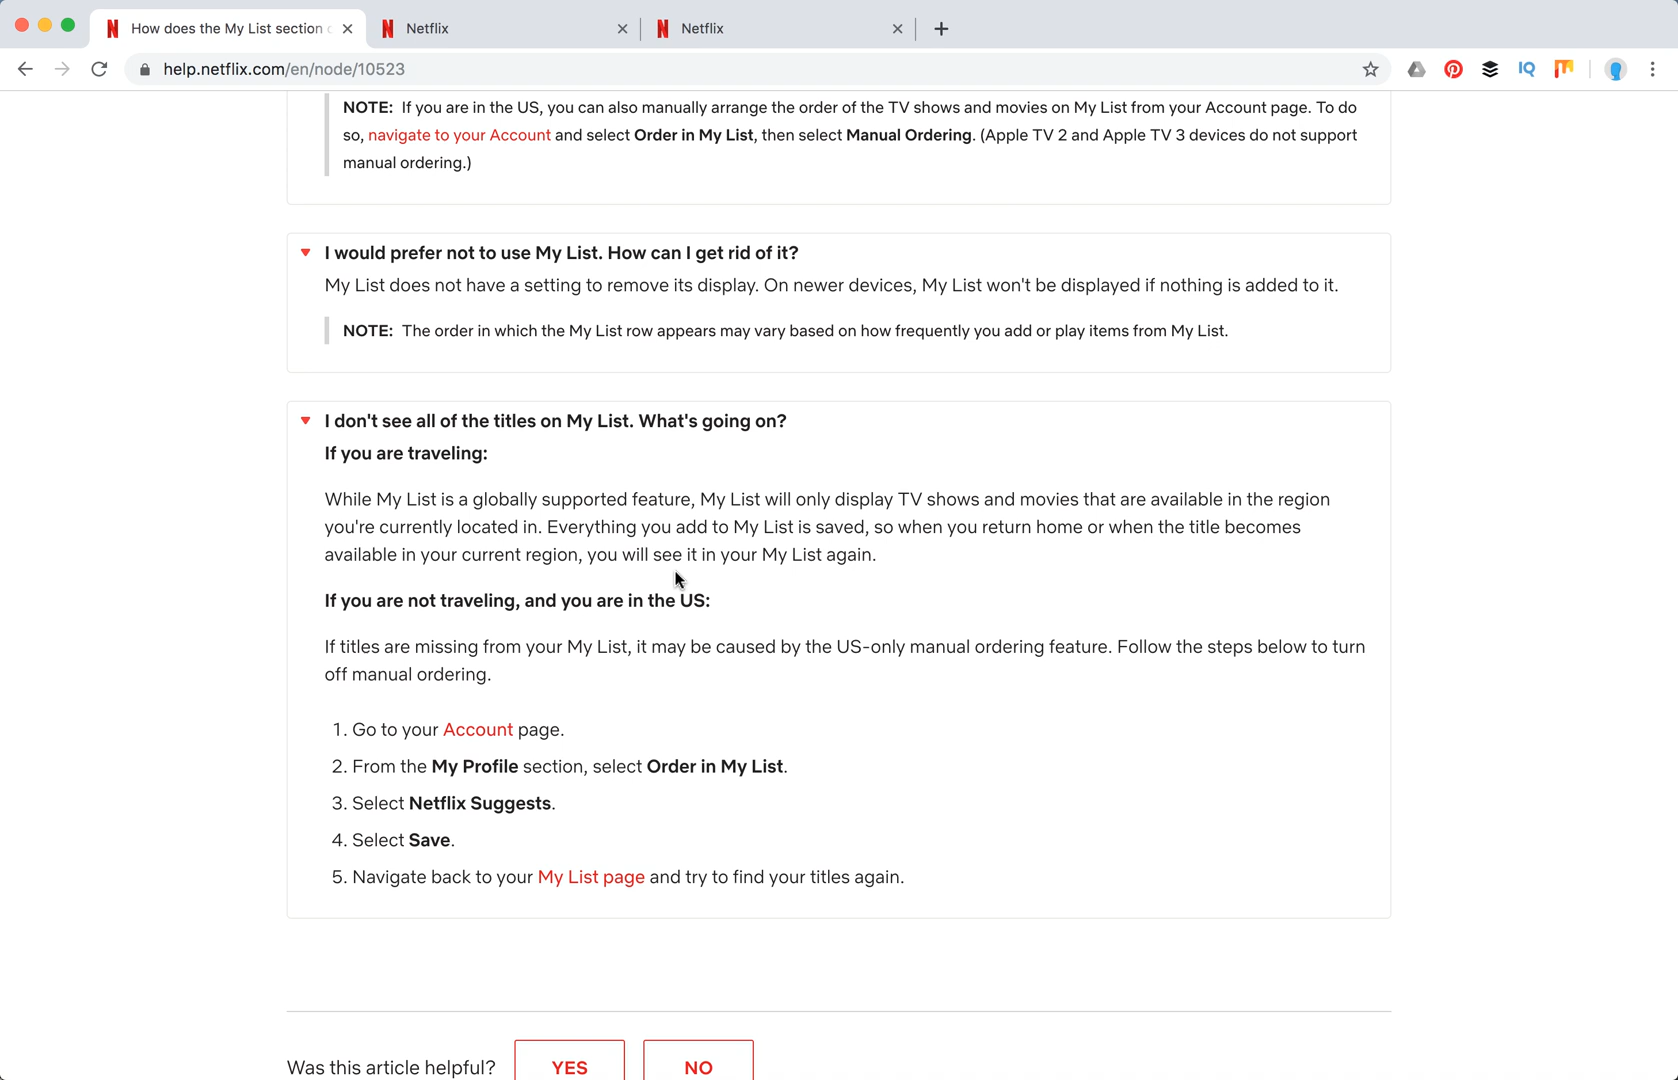 How does the My List section
Netflix
Netflix
help.netflix.com/en/node/10523
IQ
NOTE: If you are in the US, you can also manually arrange the order of the TV shows and movies on My List from your Account page. To do
so, navigate to your Account and select Order in My List, then select Manual Ordering. (Apple TV 2 and Apple TV 3 devices do not support
manual ordering.)
I would prefer not to use My List. How can I get rid of it?
My List does not have a setting to remove its display. On newer devices, My List won't be displayed if nothing is added to it.
NOTE: The order in which the My List row appears may vary based on how frequently you add or play items from My List.
I don't see all of the titles on My List. What's going on?
If you are traveling:
While My List is a globally supported feature, My List will only display TV shows and movies that are available in the region
you're currently located in. Everything you add to My List is saved, so when you return home or when the title becomes
available in your current region, you will see it in your My List again.
If you are not traveling, and you are in the US:
If titles are missing from your My List, it may be caused by the US-only manual ordering feature. Follow the steps below to turn
off manual ordering.
1. Go to your Account page.
2. From the My Profile section, select Order in My List.
3. Select Netflix Suggests.
4. Select Save.
5. Navigate back to your My List page and try to find your titles again.
Was this article helpful? YES NO